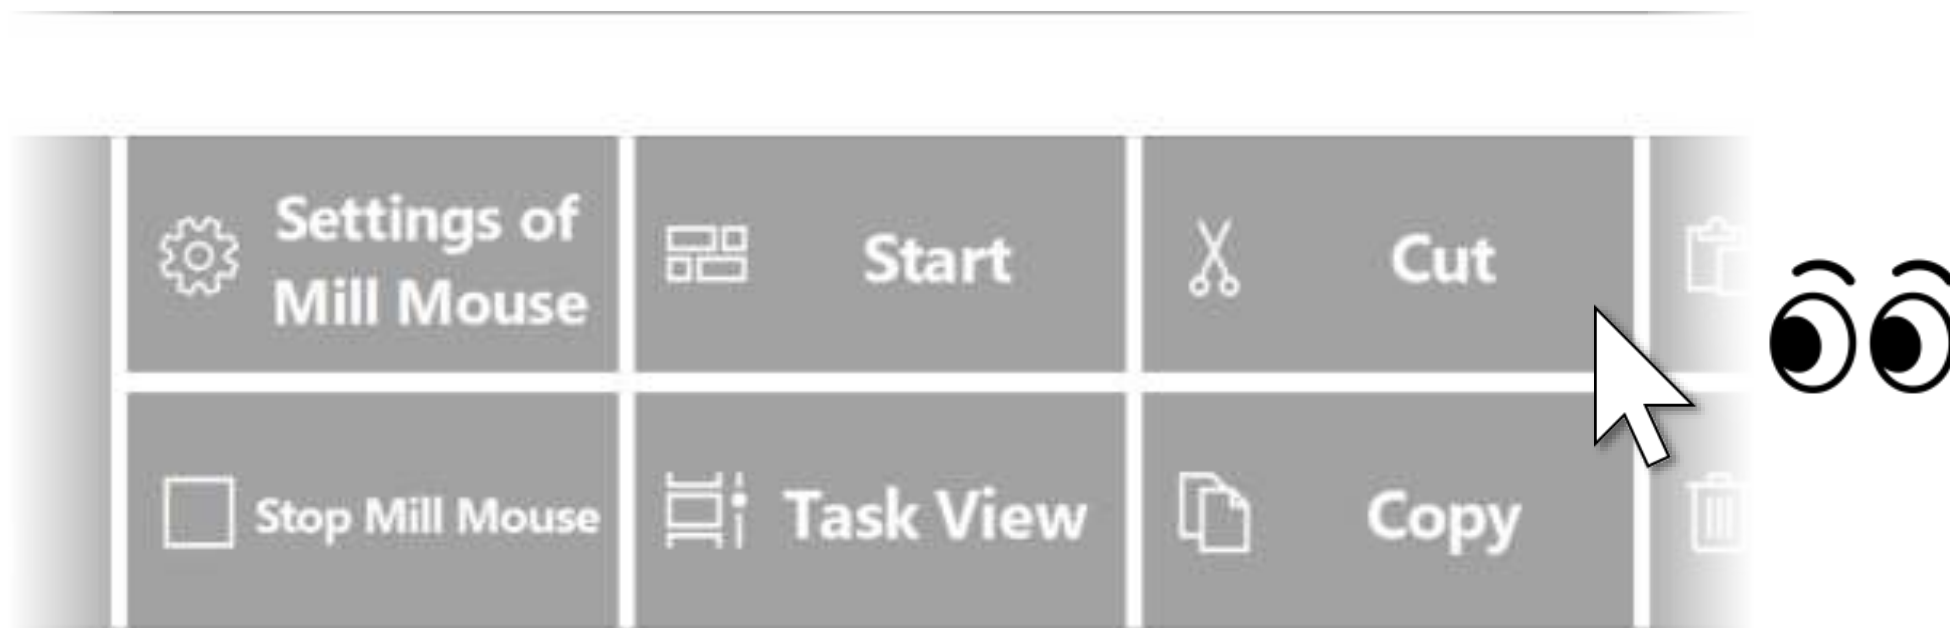 Settings of
Mill Mouse
Start
Cut
Stop Mill Mouse
Task View
Copy